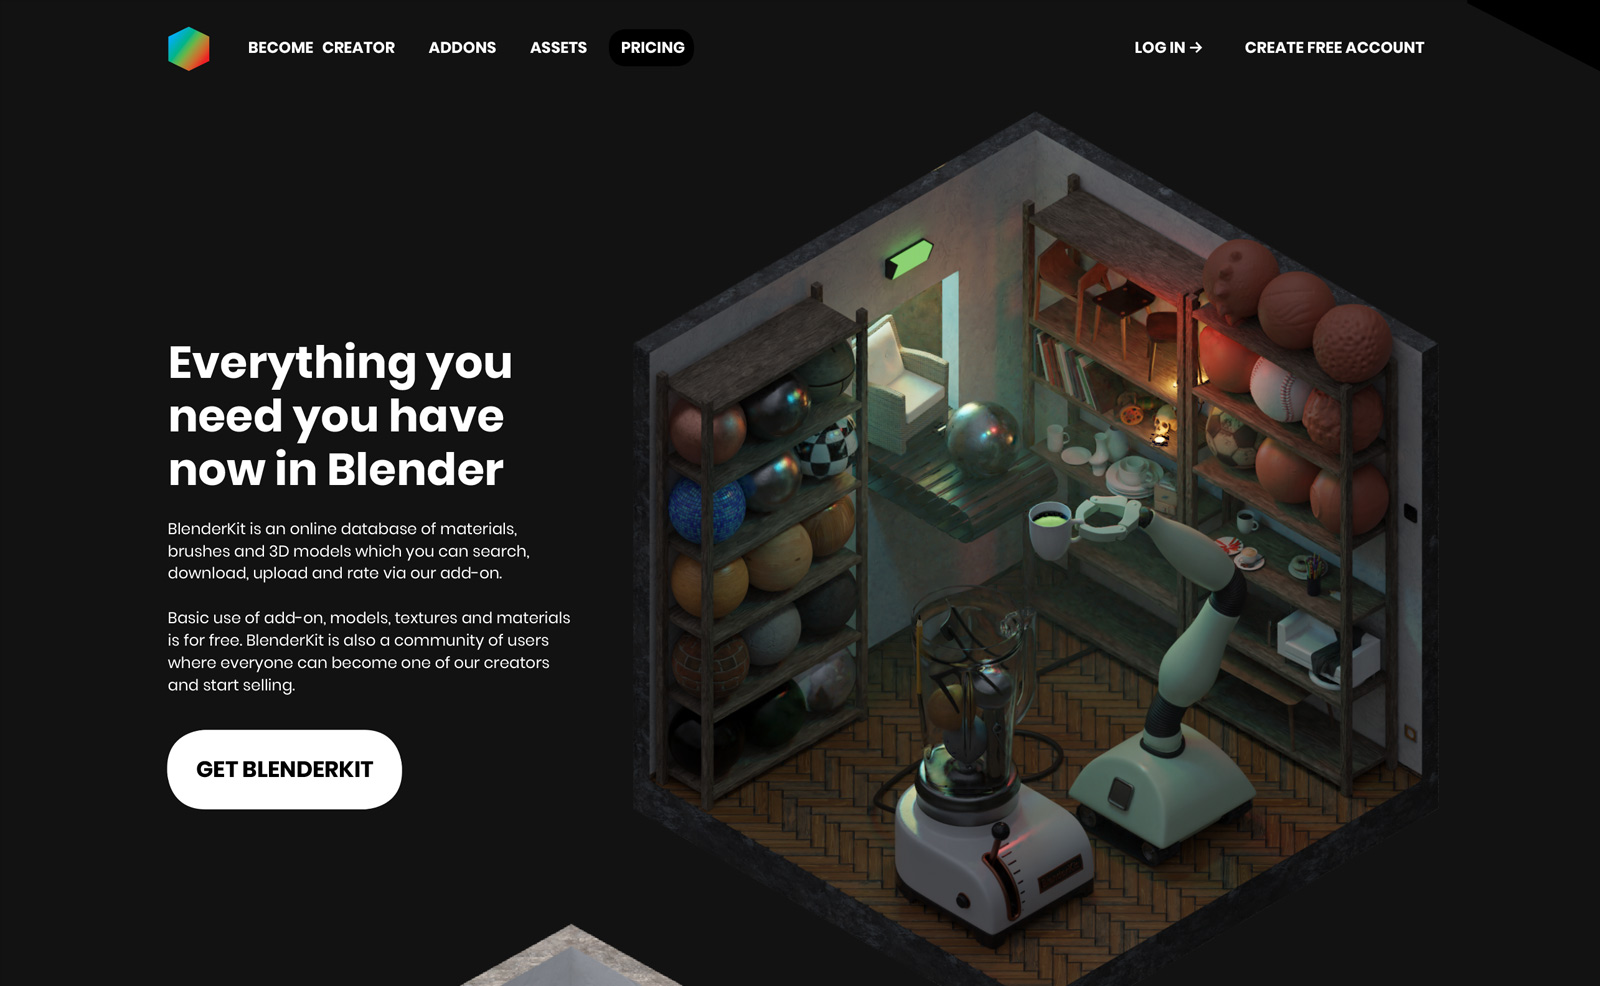 BECOME CREATOR
ADDONS
ASSETS
PRICING
LOG IN →
CREATE FREE ACCOUNT
Everything you
need you have
now in Blender
BlenderKit is an online database of materials,
brushes and 3D models which you can search,
download, upload and rate via our add-on.
Basic use of add-on, models, textures and materials
is for free. BlenderKit is also a community of users
where everyone can become one of our creators
and start selling.
GET BLENDERKIT